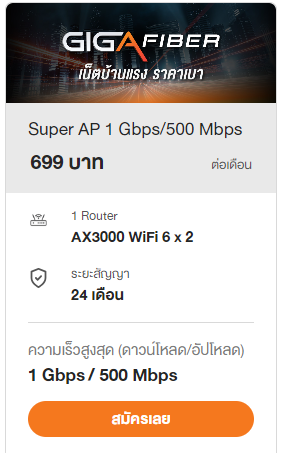 GIGA FIBER
เน็ตบ้านแรง ราคาเบา
Super AP 1 Gbps/500 Mbps
699 บาท ต่อเดือน
1 Router
AX3000 WiFi 6 x 2
ระยะสัญญา
24 เดือน
ความเร็วสูงสุด (ดาวน์โหลด/อัปโหลด)
1 Gbps / 500 Mbps
สมัครเลย